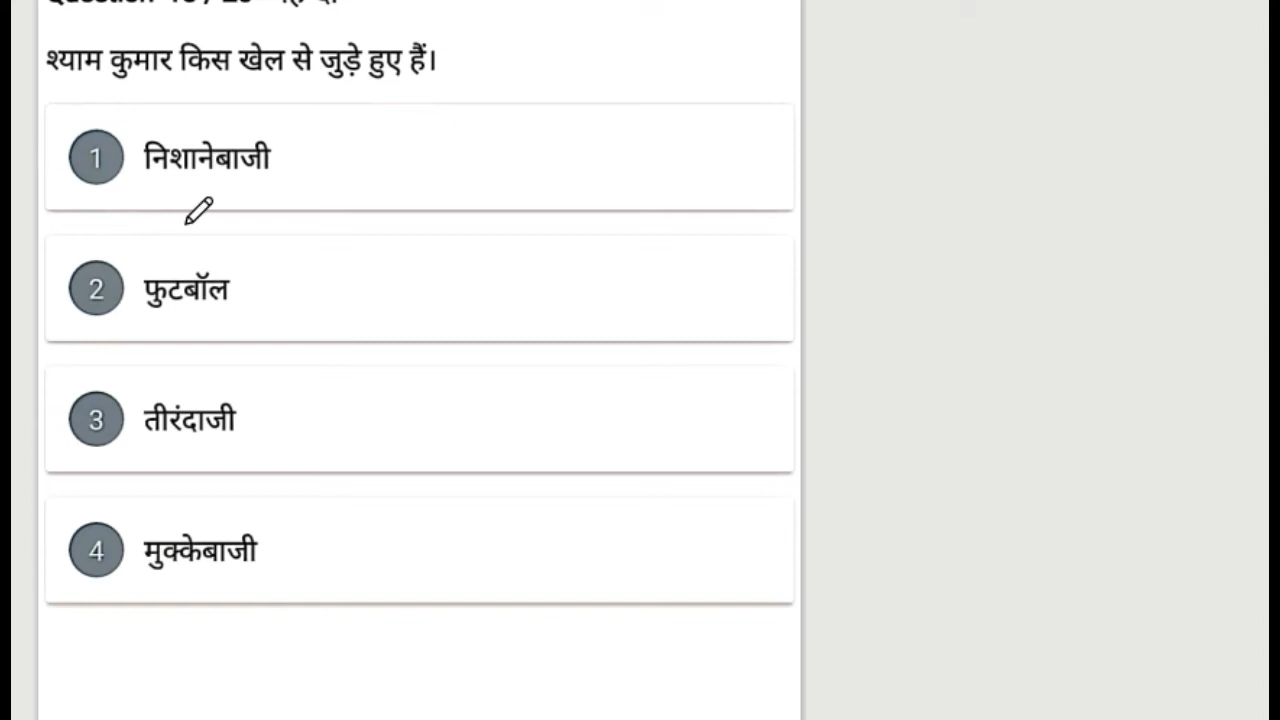 श्याम कुमार किस खेल से जुड़े हुए हैं।
1 निशानेबाजी
2 फुटबॉल
3 तीरंदाजी
4 मुक्केबाजी